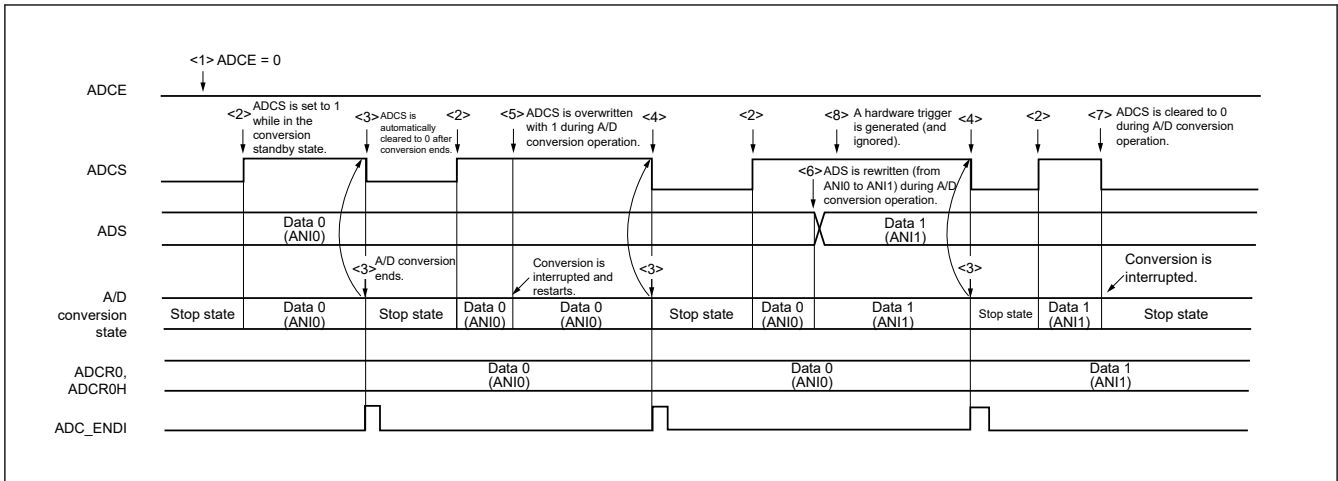 <1> ADCE = 0
ADCE
<2> ADCS is set to 1
while in the
conversion
standby state.
<3> ADCS is
automatically
cleared to 0 after
conversion ends.
<2>
<5> ADCS is overwritten
with 1 during A/D
conversion operation.
<4>
<2>
<8> A hardware trigger
is generated (and
ignored).
<4>
<2>
<7> ADCS is cleared to 0
during A/D conversion
operation.
ADCS
<6> ADS is rewritten (from
ANI0 to ANI1) during A/D
conversion operation.
ADS
Data 0
(ANI0)
Data 1
(ANI1)
<3> A/D conversion
ends.
Conversion is
interrupted and
restarts.
<3>
<3>
Conversion is
interrupted.
A/D
conversion
state
Stop state
Data 0
(ANI0)
Stop state
Data 0
(ANI0)
Data 0
(ANI0)
Stop state
Data 0
(ANI0)
Data 1
(ANI1)
Stop state
Data 1
(ANI1)
Stop state
ADCR0,
ADCR0H
Data 0
(ANI0)
Data 0
(ANI0)
Data 1
(ANI1)
ADC_ENDI